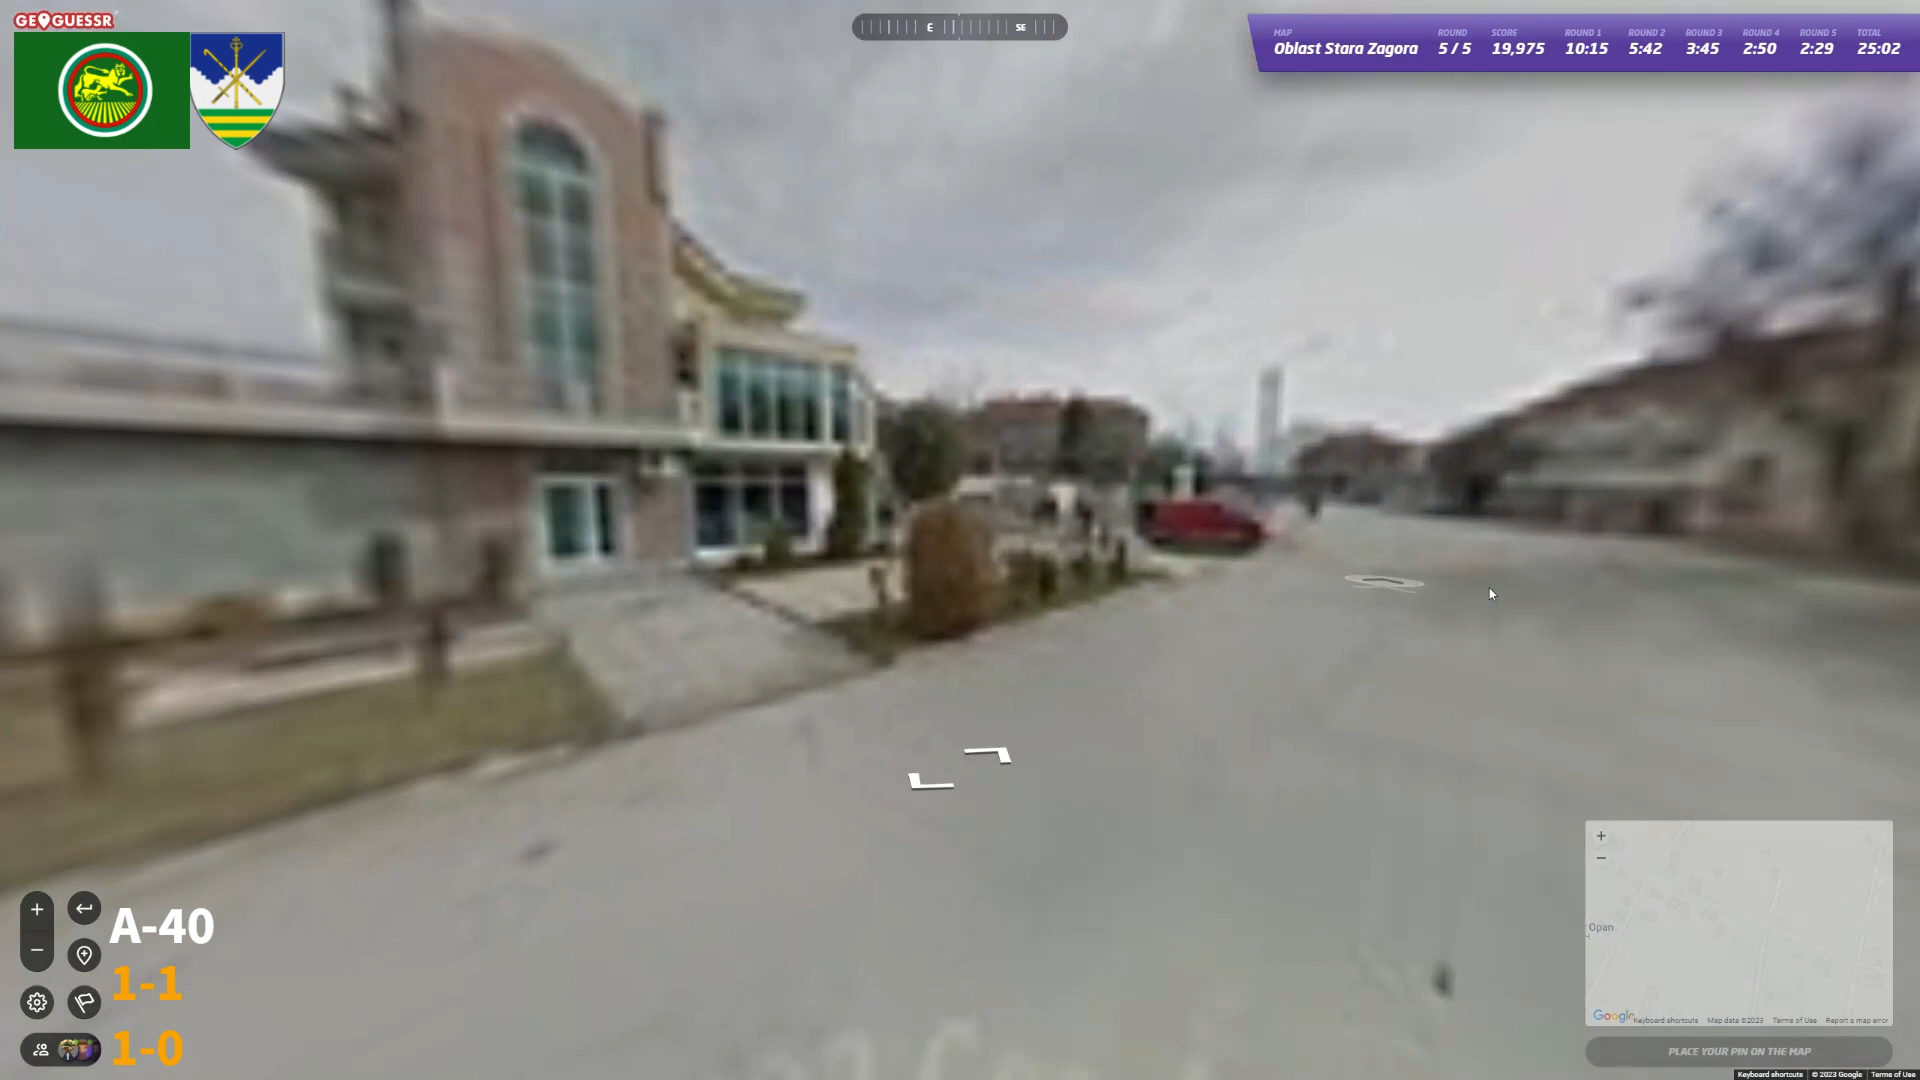 GEOGUESSR
E
SE
MAP
Oblast Stara Zagora
ROUND
5 / 5
SCORE
19,975
ROUND 1
10:15
ROUND 2
5:42
ROUND 3
3:45
ROUND 4
2:50
ROUND 5
2:29
TOTAL
25:02
+
−
A-40
1-1
1-0
+
−
Opan
Google
Keyboard shortcuts
Map data ©2023
Terms of Use
Report a map error
PLACE YOUR PIN ON THE MAP
Keyboard shortcuts
© 2023 Google
Terms of Use